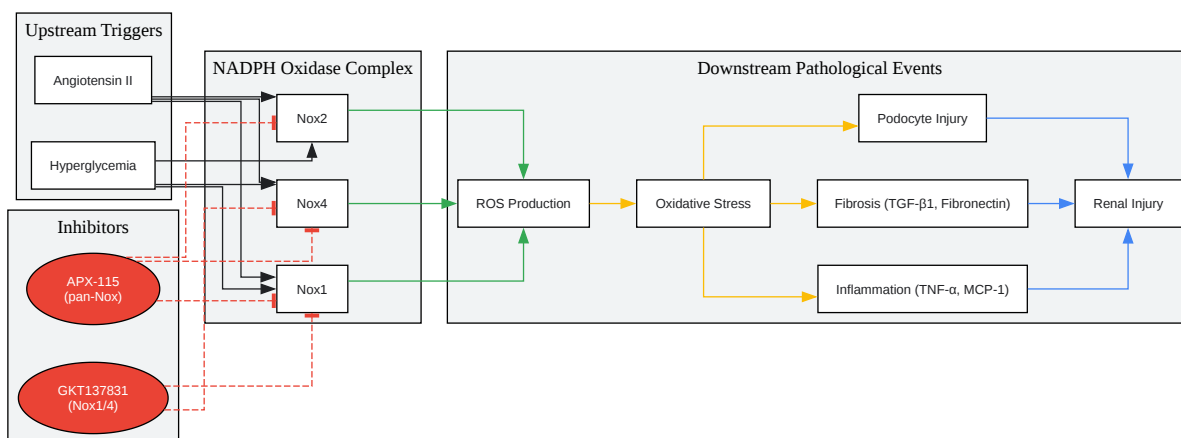 Upstream Triggers
Angiotensin II
Hyperglycemia
Inhibitors
APX-115
(pan-Nox)
GKT137831
(Nox1/4)
NADPH Oxidase Complex
Nox2
Nox4
Nox1
Downstream Pathological Events
ROS Production
Oxidative Stress
Podocyte Injury
Fibrosis (TGF-β1, Fibronectin)
Inflammation (TNF-α, MCP-1)
Renal Injury